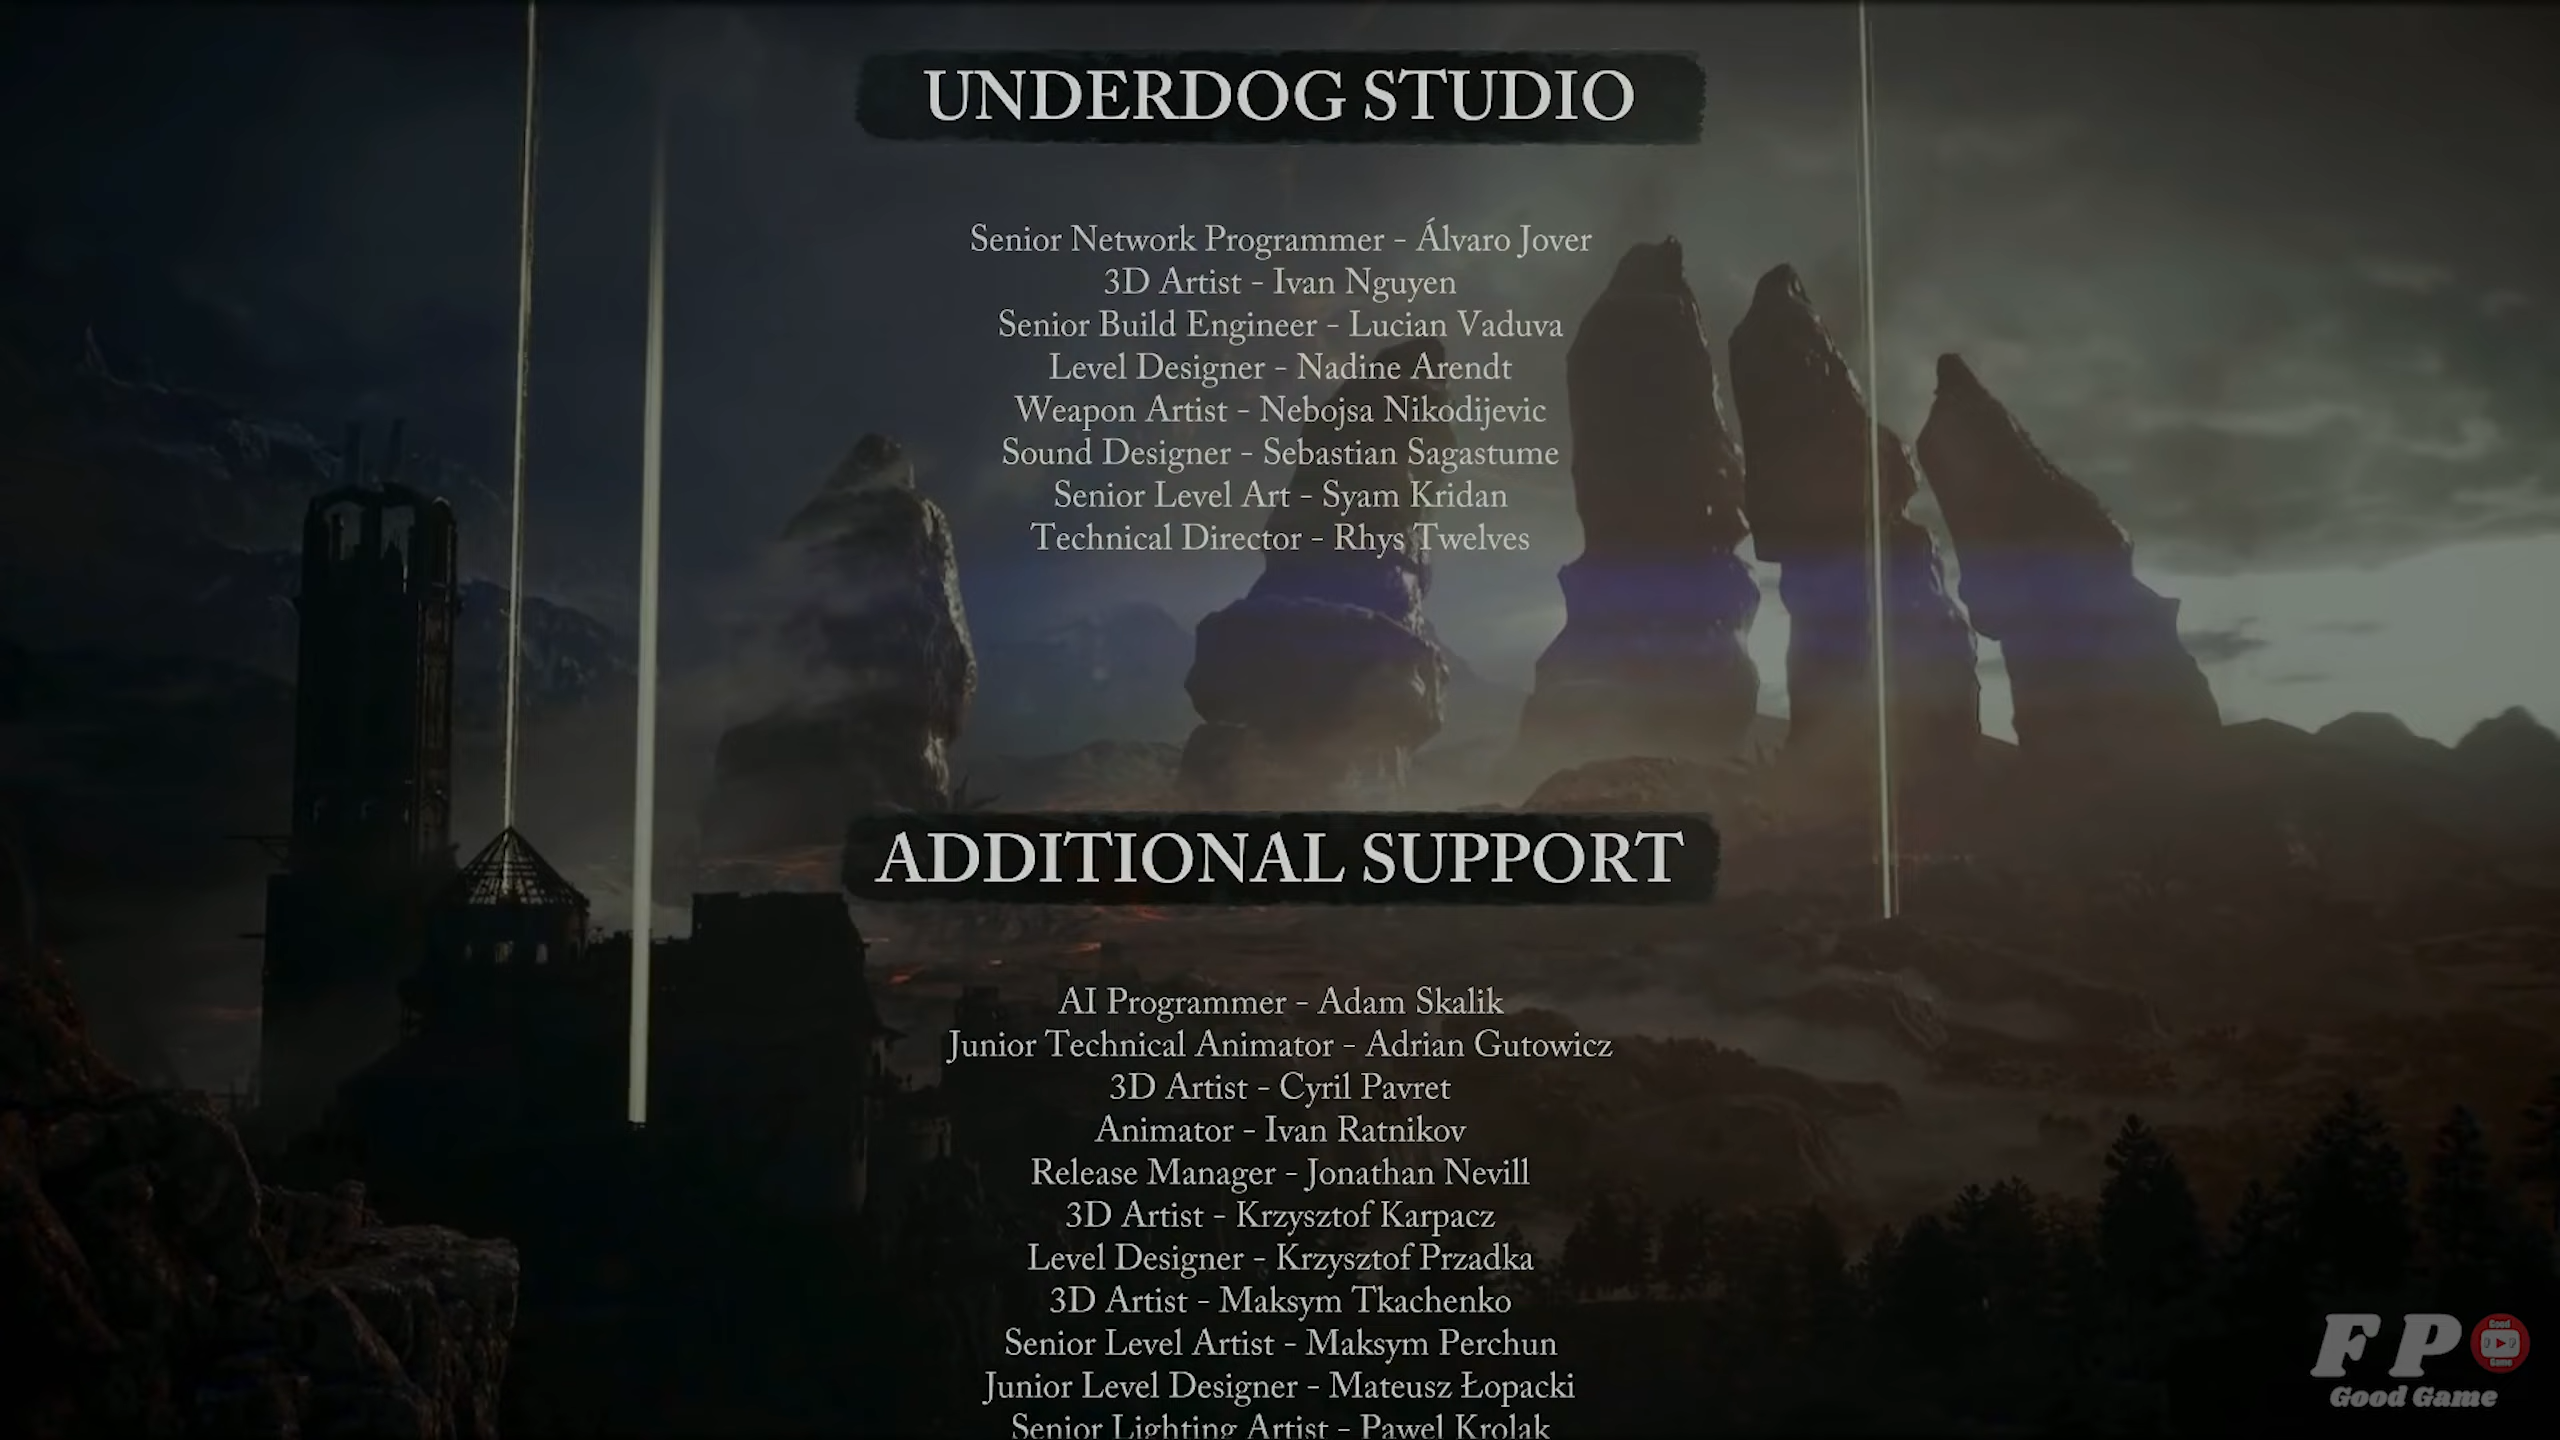 UNDERDOG STUDIO
Senior Network Programmer - Álvaro Jover
3D Artist - Ivan Nguyen
Senior Build Engineer - Lucian Vaduva
Level Designer - Nadine Arendt
Weapon Artist - Nebojsa Nikodijevic
Sound Designer - Sebastian Sagastume
Senior Level Art - Syam Kridan
Technical Director - Rhys Twelves
ADDITIONAL SUPPORT
AI Programmer - Adam Skalik
Junior Technical Animator - Adrian Gutowicz
3D Artist - Cyril Pavret
Animator - Ivan Ratnikov
Release Manager - Jonathan Nevill
3D Artist - Krzysztof Karpacz
Level Designer - Krzysztof Przadka
3D Artist - Maksym Tkachenko
Senior Level Artist - Maksym Perchun
Junior Level Designer - Mateusz Łopacki
Senior Lighting Artist - Pawel Krolak
F P
Good Game
Good
Game